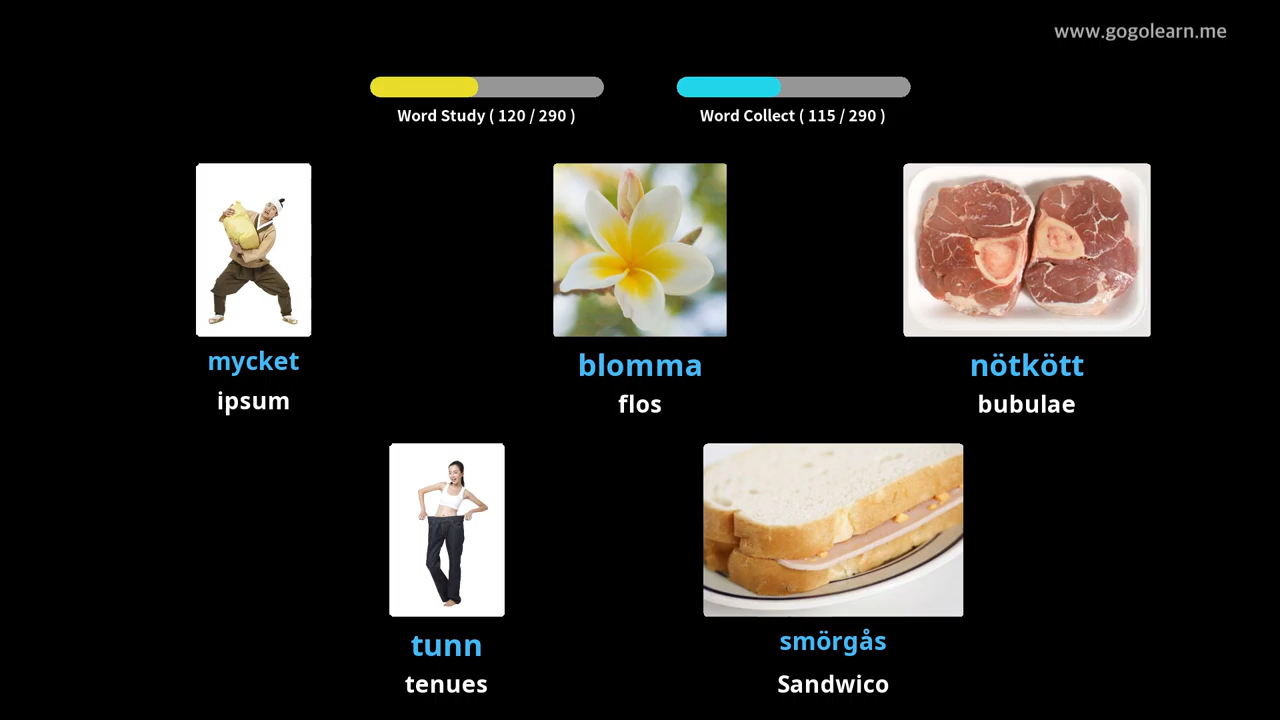 www.gogolearn.me
Word Study ( 120 / 290 )
Word Collect ( 115 / 290 )
mycket
ipsum
blomma
flos
nötkött
bubulae
tunn
tenues
smörgås
Sandwico